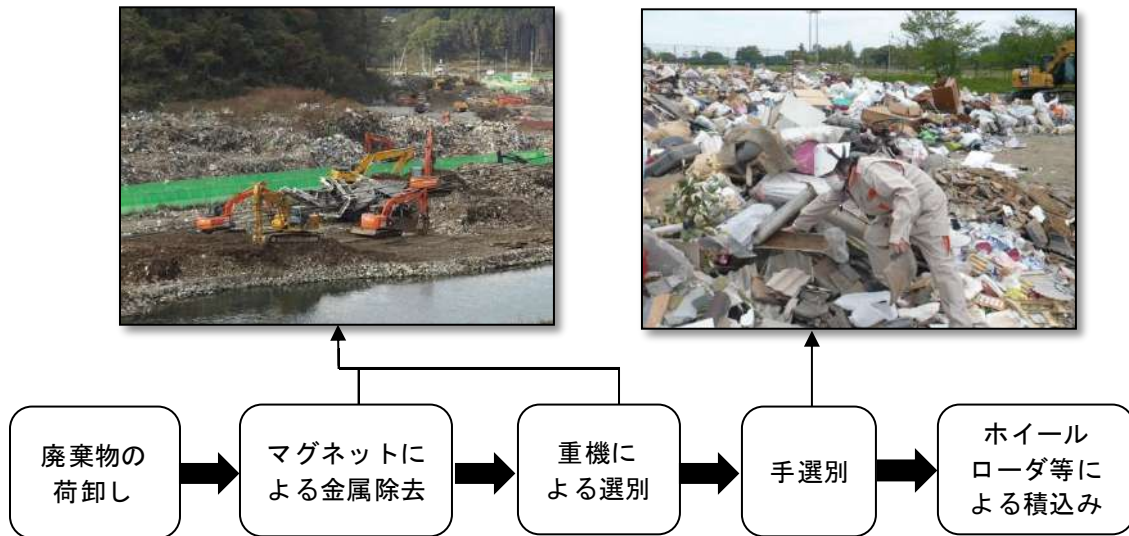 廃棄物の
荷卸し
マグネットに
よる金属除去
重機に
よる選別
手選別
ホイール
ローダ等に
よる積込み